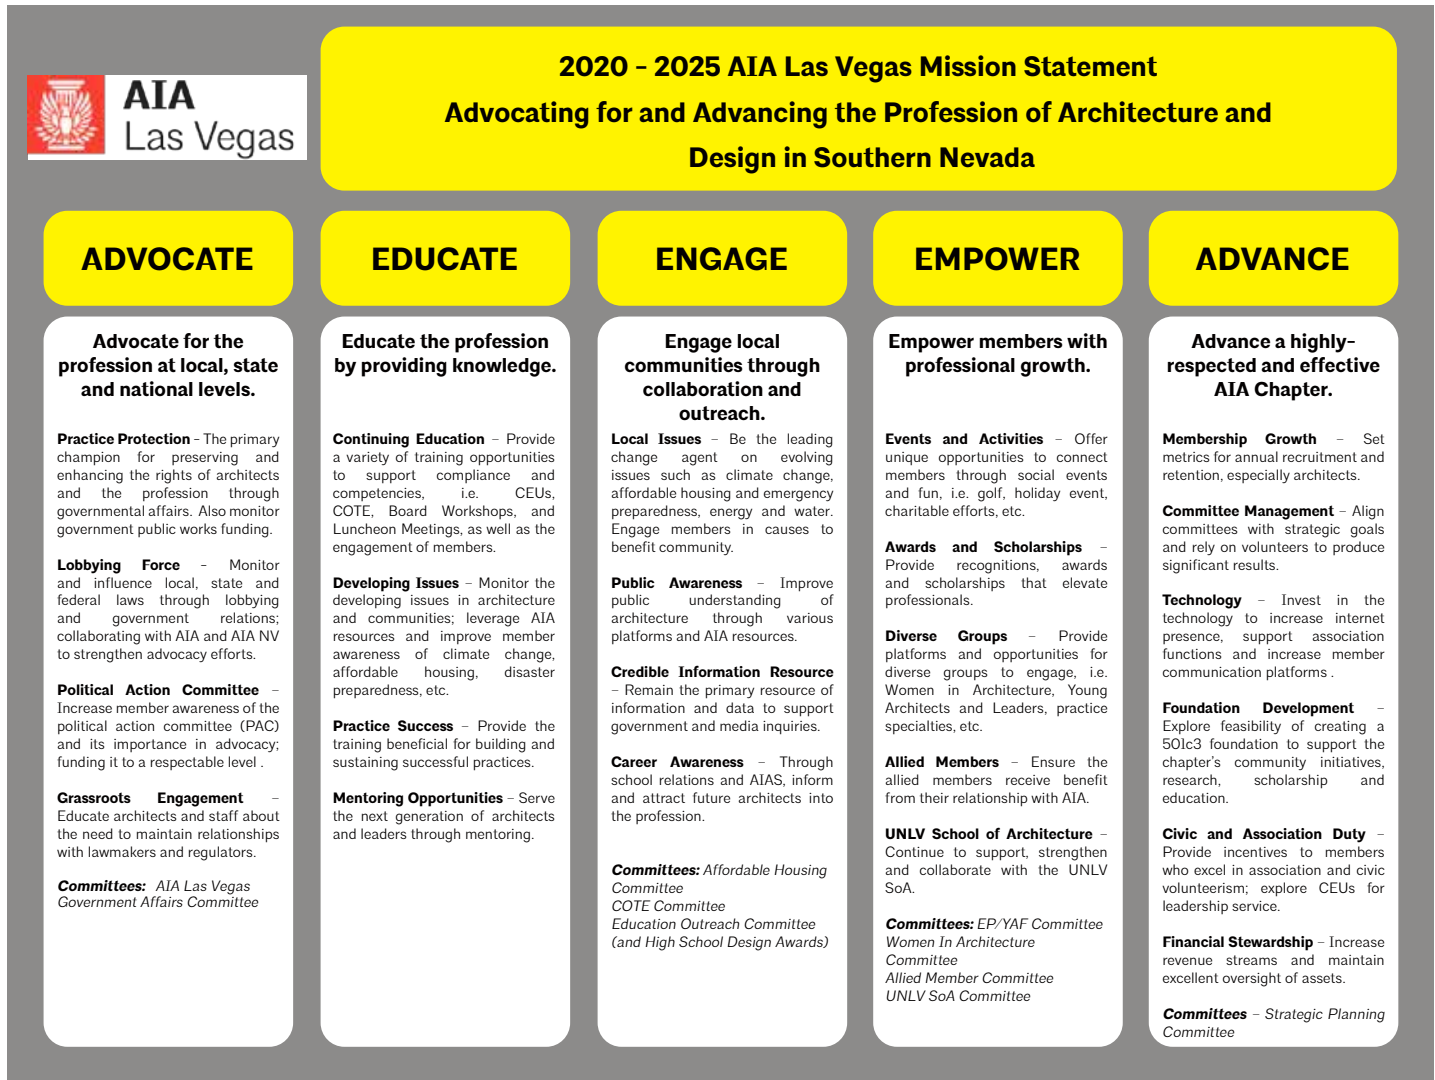 AIA
Las Vegas
2020 – 2025 AIA Las Vegas Mission Statement
Advocating for and Advancing the Profession of Architecture and
Design in Southern Nevada
ADVOCATE
Advocate for the
profession at local, state
and national levels.
Practice Protection - The primary
champion for preserving and
enhancing the rights of architects
and the profession through
governmental affairs. Also monitor
government public works funding.
Lobbying Force – Monitor
and influence local, state and
federal laws through lobbying
and government relations;
collaborating with AIA and AIA NV
to strengthen advocacy efforts.
Political Action Committee –
Increase member awareness of the
political action committee (PAC)
and its importance in advocacy;
funding it to a respectable level .
Grassroots Engagement –
Educate architects and staff about
the need to maintain relationships
with lawmakers and regulators.
Committees: AIA Las Vegas
Government Affairs Committee
EDUCATE
Educate the profession
by providing knowledge.
Continuing Education – Provide
a variety of training opportunities
to support compliance and
competencies, i.e. CEUs,
COTE, Board Workshops, and
Luncheon Meetings, as well as the
engagement of members.
Developing Issues – Monitor the
developing issues in architecture
and communities; leverage AIA
resources and improve member
awareness of climate change,
affordable housing, disaster
preparedness, etc.
Practice Success – Provide the
training beneficial for building and
sustaining successful practices.
Mentoring Opportunities – Serve
the next generation of architects
and leaders through mentoring.
ENGAGE
Engage local
communities through
collaboration and
outreach.
Local Issues – Be the leading
change agent on evolving
issues such as climate change,
affordable housing and emergency
preparedness, energy and water.
Engage members in causes to
benefit community.
Public Awareness – Improve
public understanding of
architecture through various
platforms and AIA resources.
Credible Information Resource
– Remain the primary resource of
information and data to support
government and media inquiries.
Career Awareness – Through
school relations and AIAS, inform
and attract future architects into
the profession.
Committees: Affordable Housing
Committee
COTE Committee
Education Outreach Committee
(and High School Design Awards)
EMPOWER
Empower members with
professional growth.
Events and Activities – Offer
unique opportunities to connect
members through social events
and fun, i.e. golf, holiday event,
charitable efforts, etc.
Awards and Scholarships –
Provide recognitions, awards
and scholarships that elevate
professionals.
Diverse Groups – Provide
platforms and opportunities for
diverse groups to engage, i.e.
Women in Architecture, Young
Architects and Leaders, practice
specialties, etc.
Allied Members – Ensure the
allied members receive benefit
from their relationship with AIA.
UNLV School of Architecture –
Continue to support, strengthen
and collaborate with the UNLV
SoA.
Committees: EP/YAF Committee
Women In Architecture
Committee
Allied Member Committee
UNLV SoA Committee
ADVANCE
Advance a highly-
respected and effective
AIA Chapter.
Membership Growth – Set
metrics for annual recruitment and
retention, especially architects.
Committee Management – Align
committees with strategic goals
and rely on volunteers to produce
significant results.
Technology – Invest in the
technology to increase internet
presence, support association
functions and increase member
communication platforms .
Foundation Development –
Explore feasibility of creating a
501c3 foundation to support the
chapter's community initiatives,
research, scholarship and
education.
Civic and Association Duty –
Provide incentives to members
who excel in association and civic
volunteerism; explore CEUs for
leadership service.
Financial Stewardship – Increase
revenue streams and maintain
excellent oversight of assets.
Committees – Strategic Planning
Committee